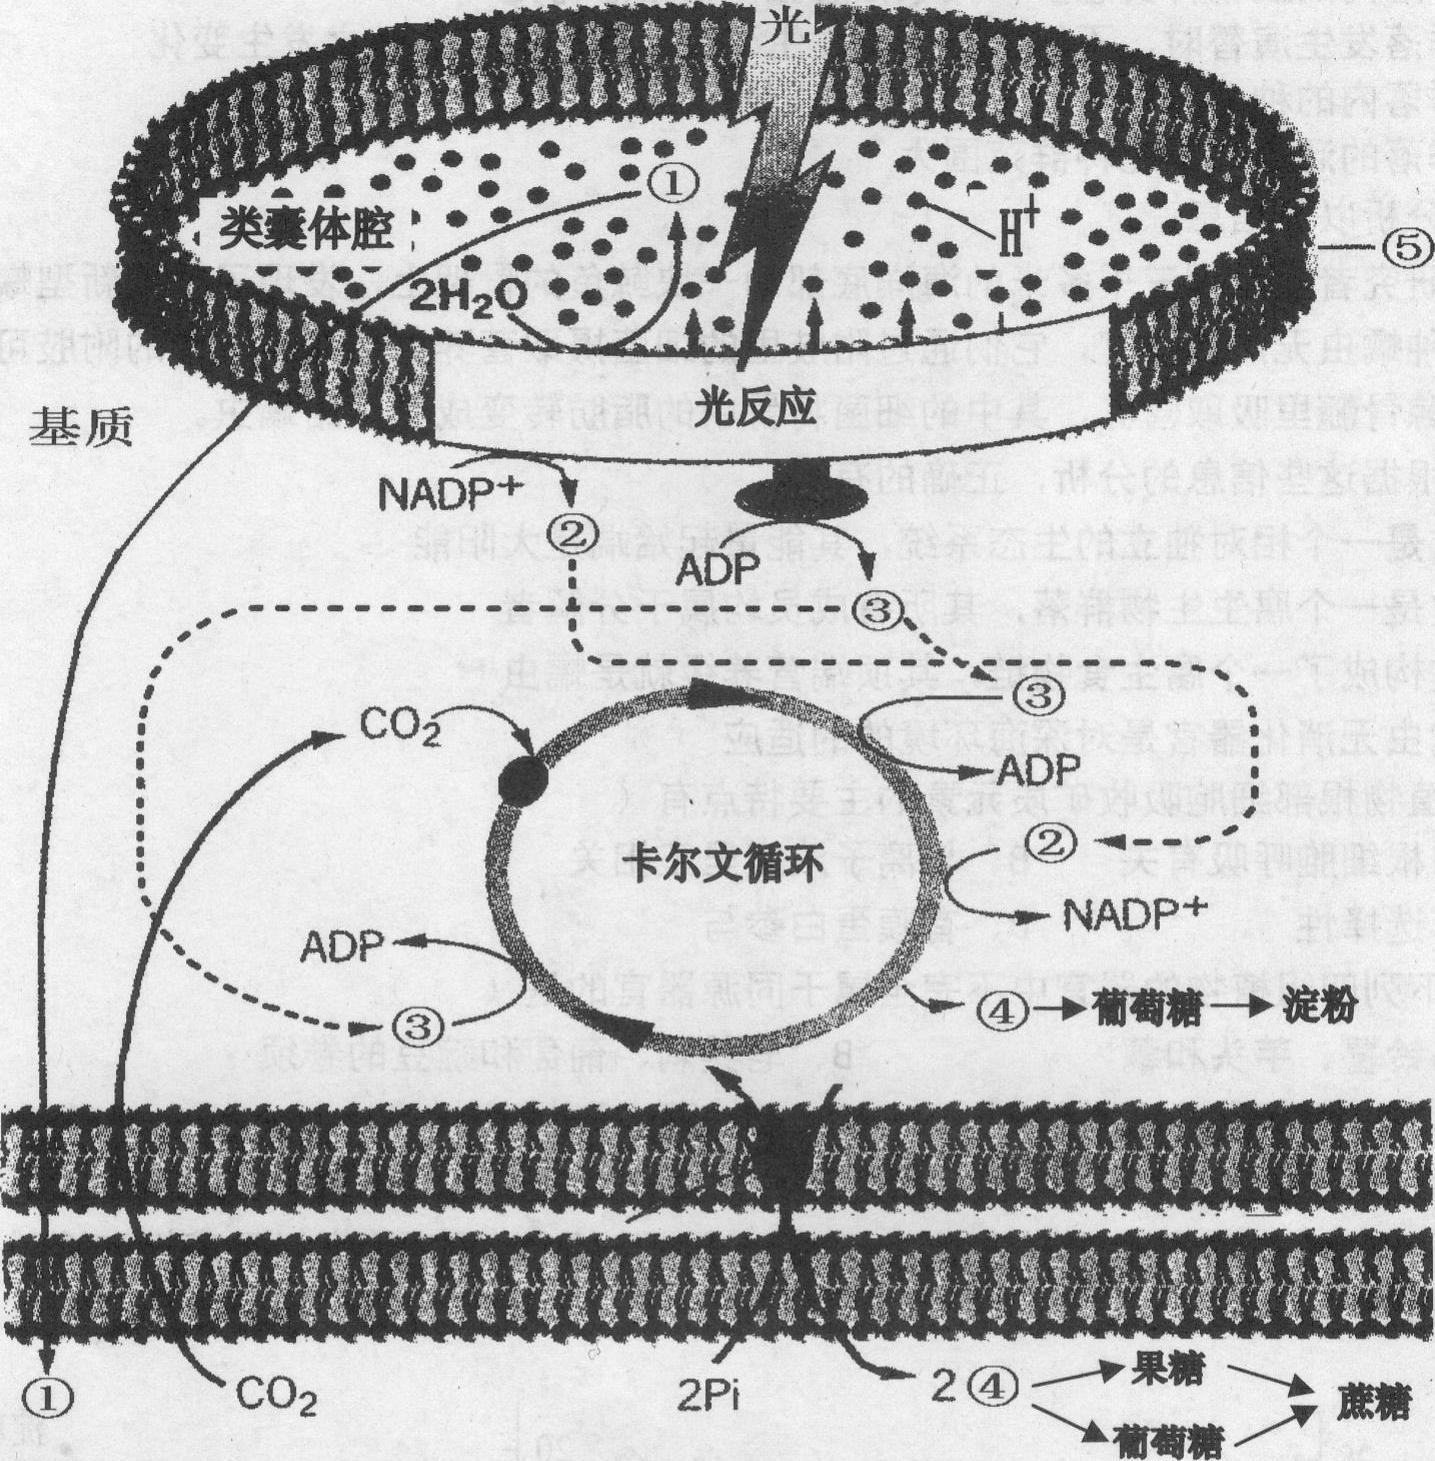 光
①
类囊体腔
H⁺
⑤
2H₂O
光反应
基质
NADP⁺
②
ADP
③
③
CO₂
ADP
卡尔文循环
②
NADP⁺
ADP
③
④ → 葡萄糖 → 淀粉
①
CO₂
2Pi
2④
果糖
葡萄糖
蔗糖